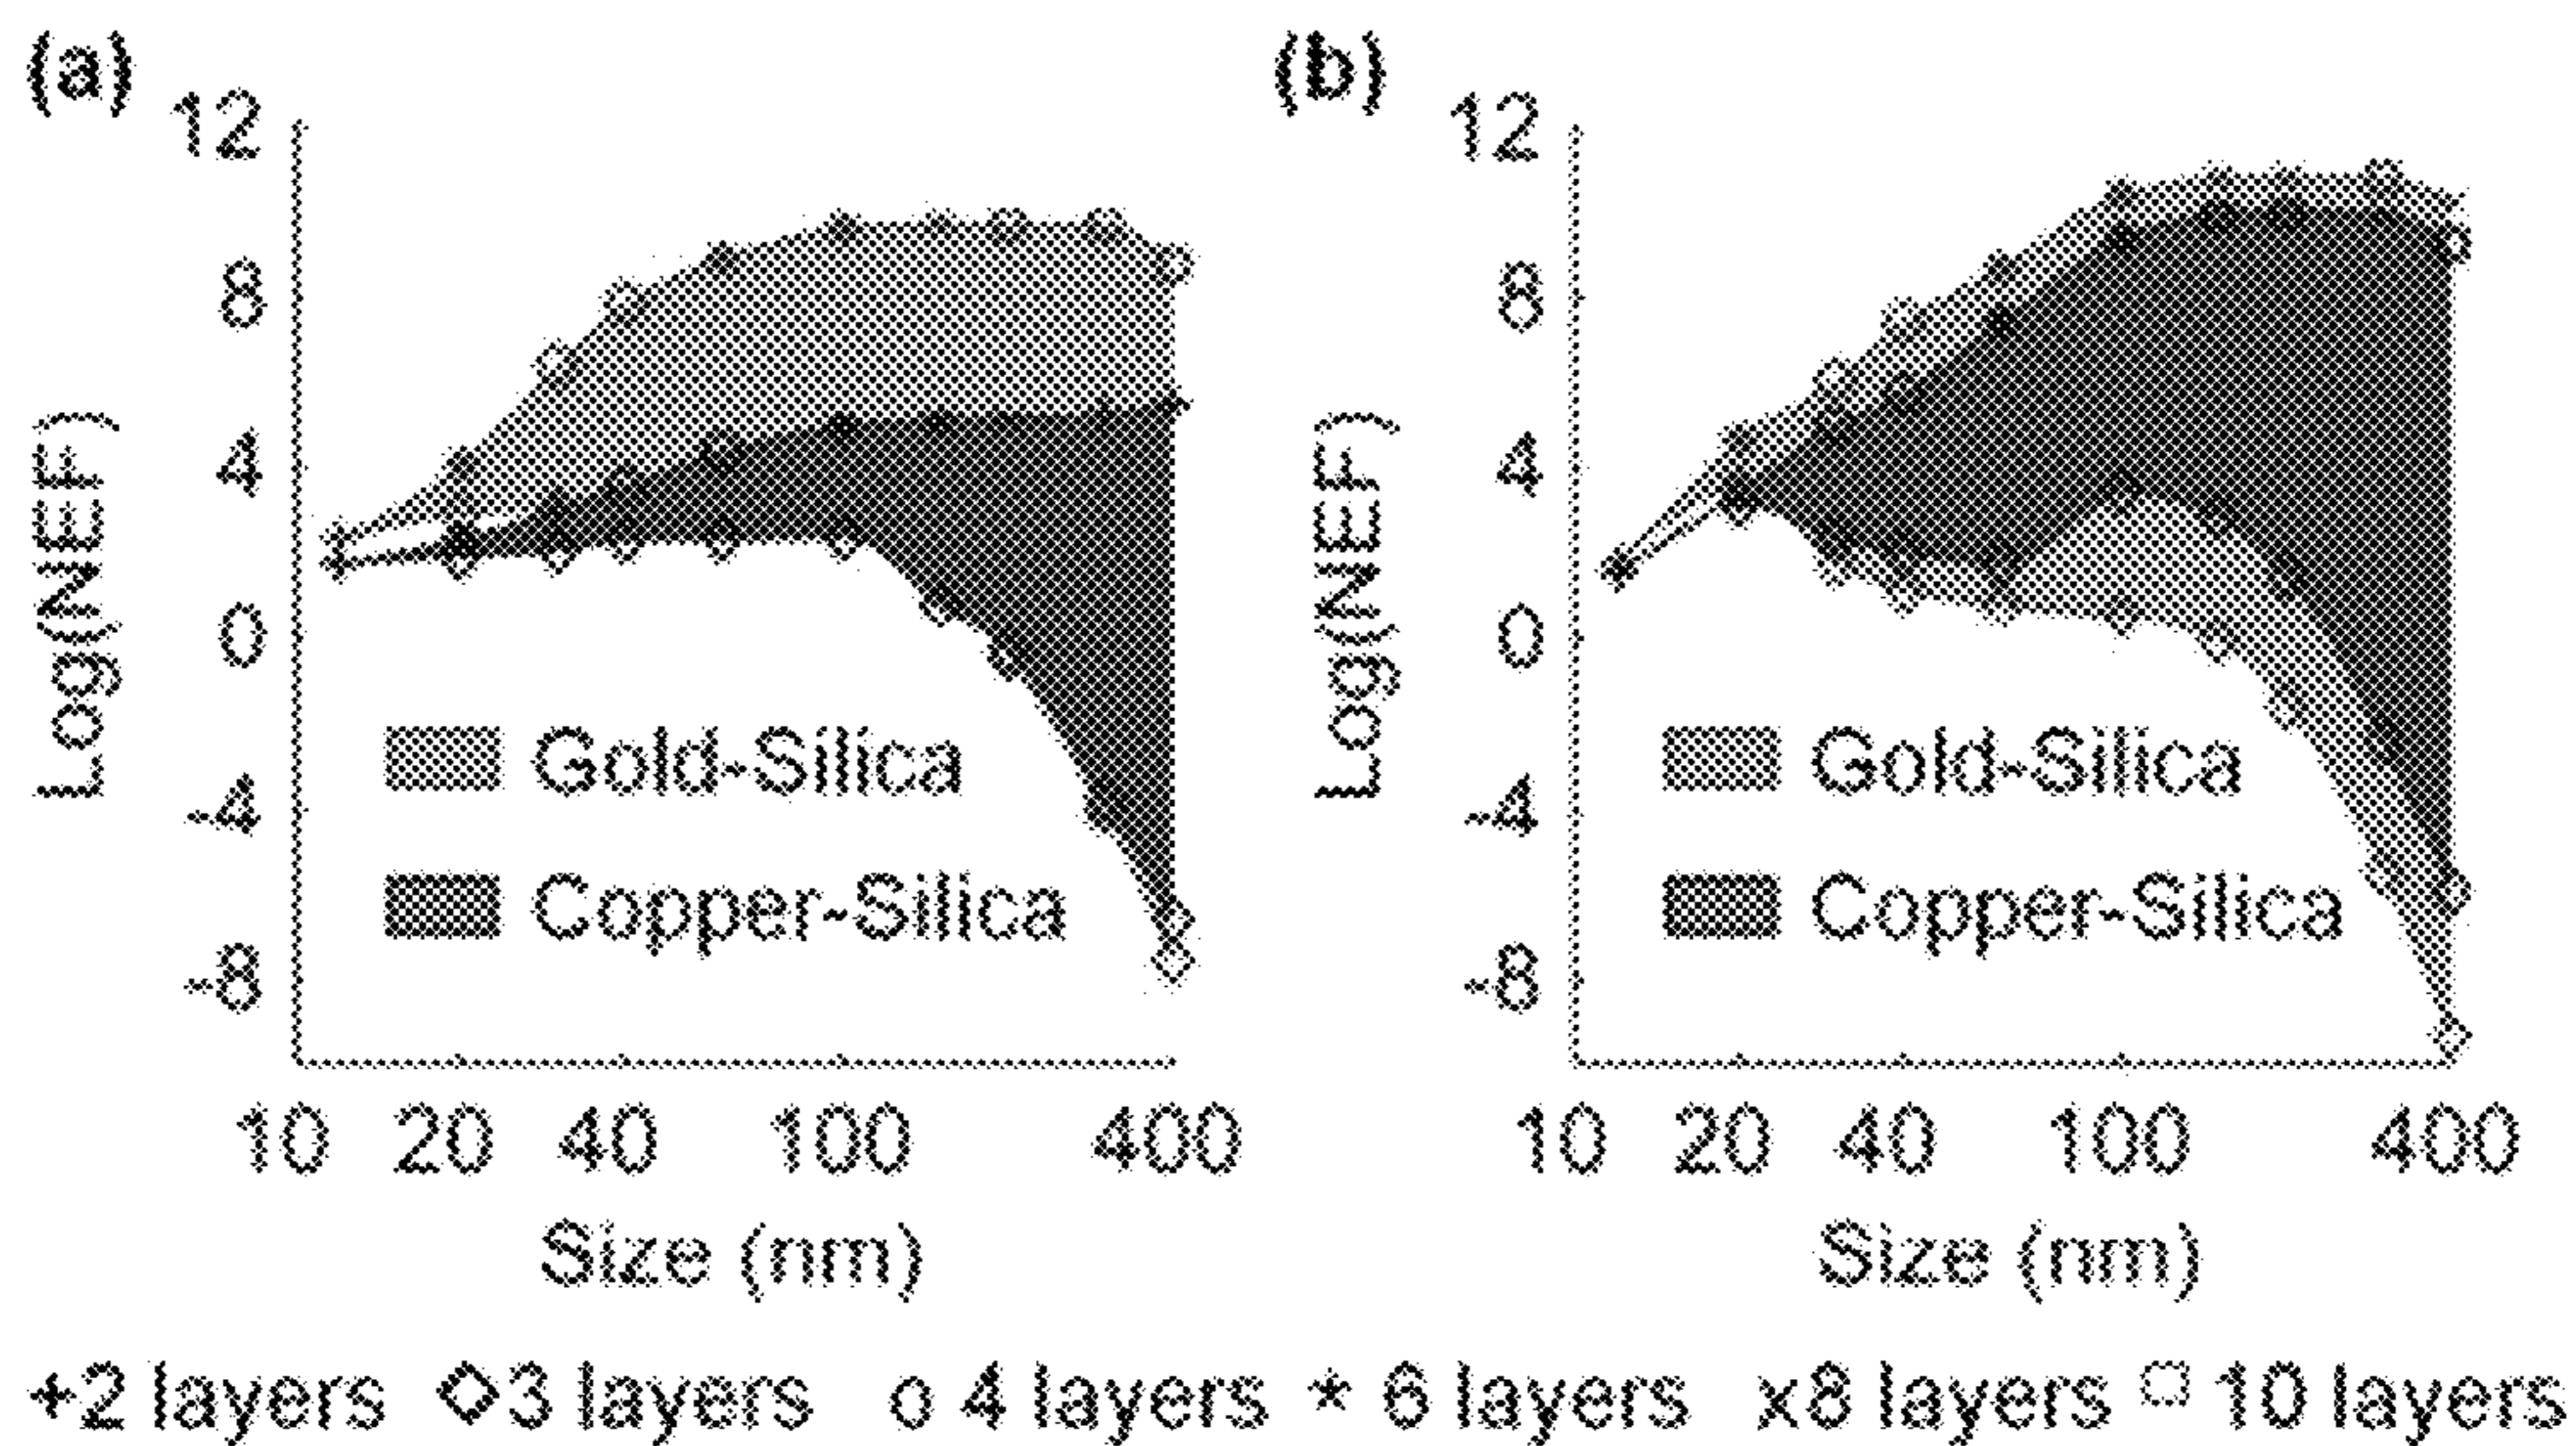 (a)
12
8
4
0
-4
-8
Log(NEF)
Gold-Silica
Copper-Silica
10 20 40 100 400
Size (nm)
(b)
12
8
4
0
-4
-8
Log(NEF)
Gold-Silica
Copper-Silica
10 20 40 100 400
Size (nm)
+2 layers ◇3 layers o 4 layers * 6 layers x8 layers □ 10 layers